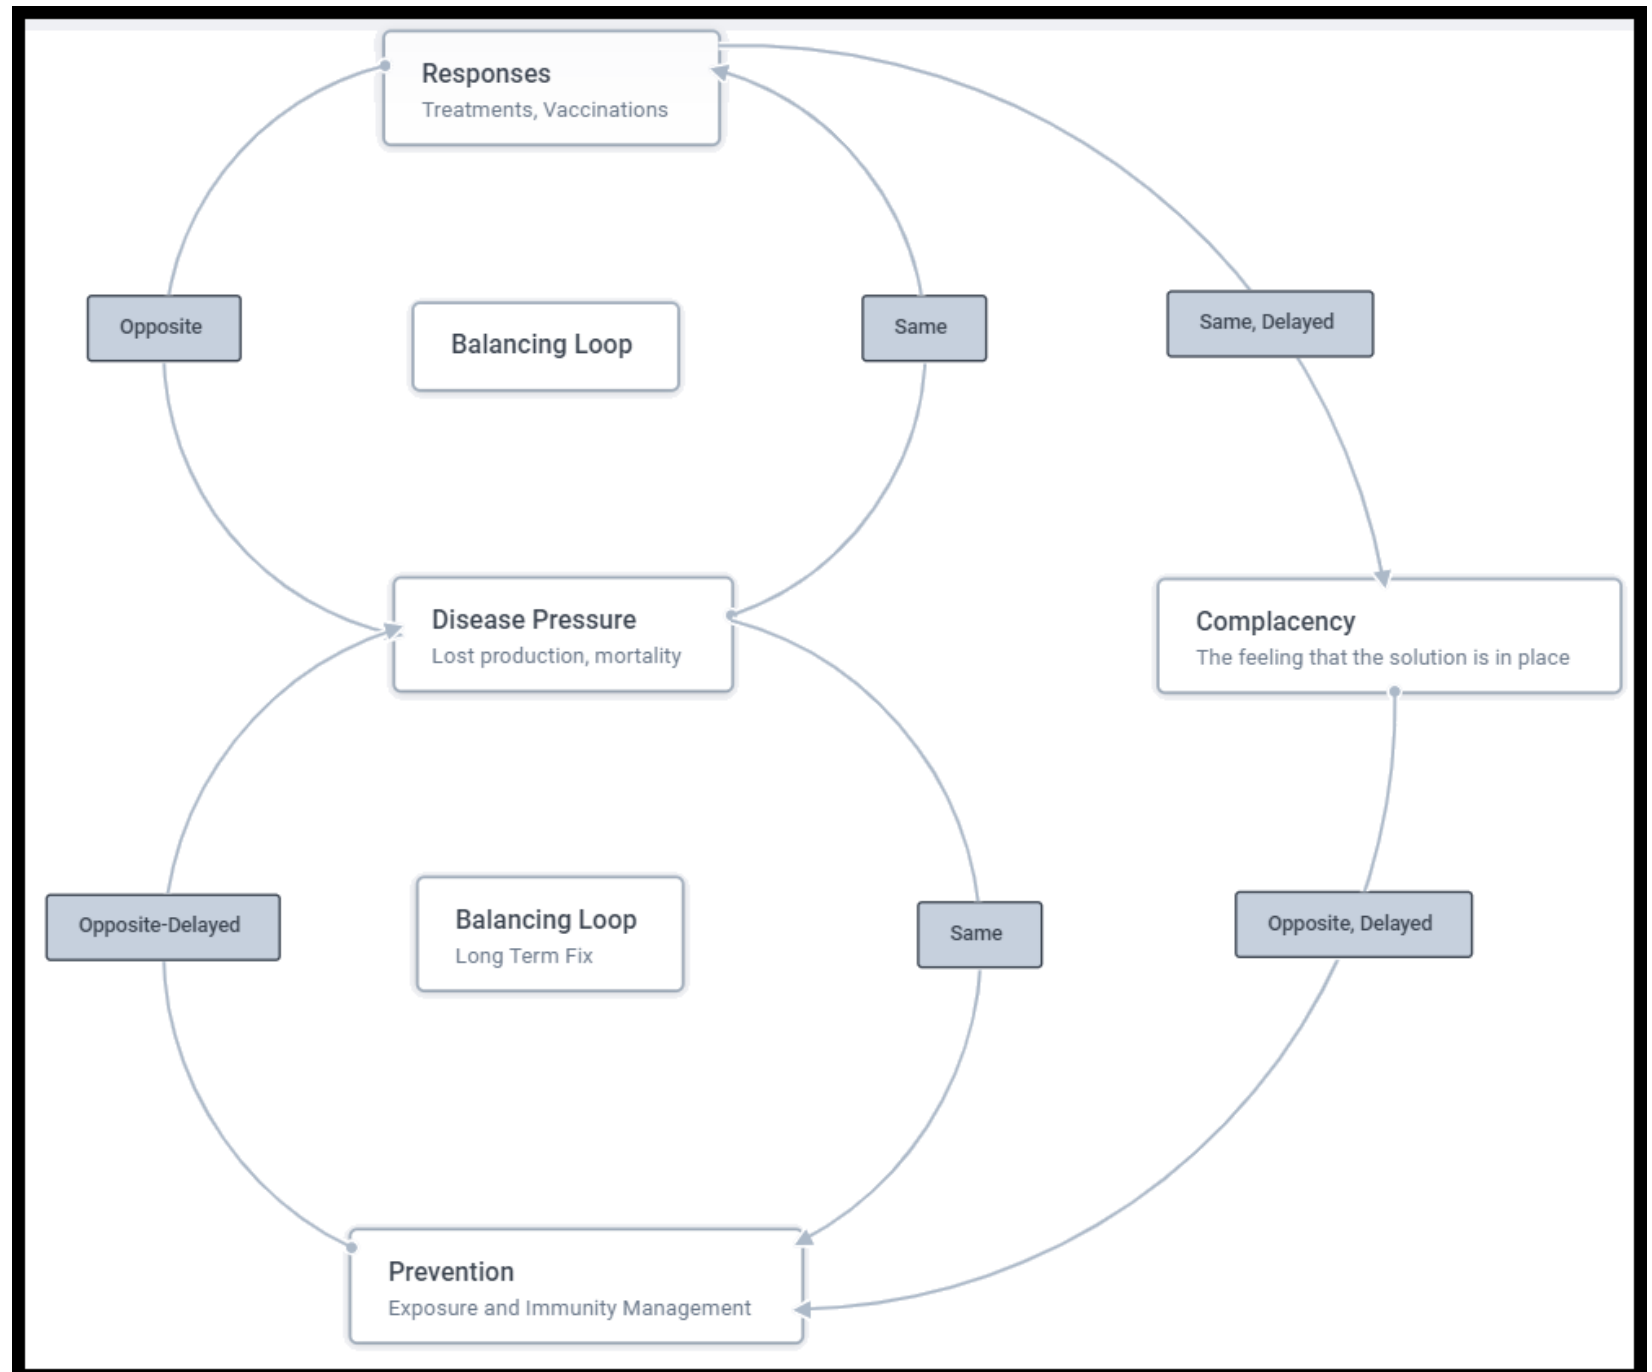 Responses
Treatments, Vaccinations
Opposite
Balancing Loop
Same
Same, Delayed
Disease Pressure
Lost production, mortality
Complacency
The feeling that the solution is in place
Opposite-Delayed
Balancing Loop
Long Term Fix
Same
Opposite, Delayed
Prevention
Exposure and Immunity Management